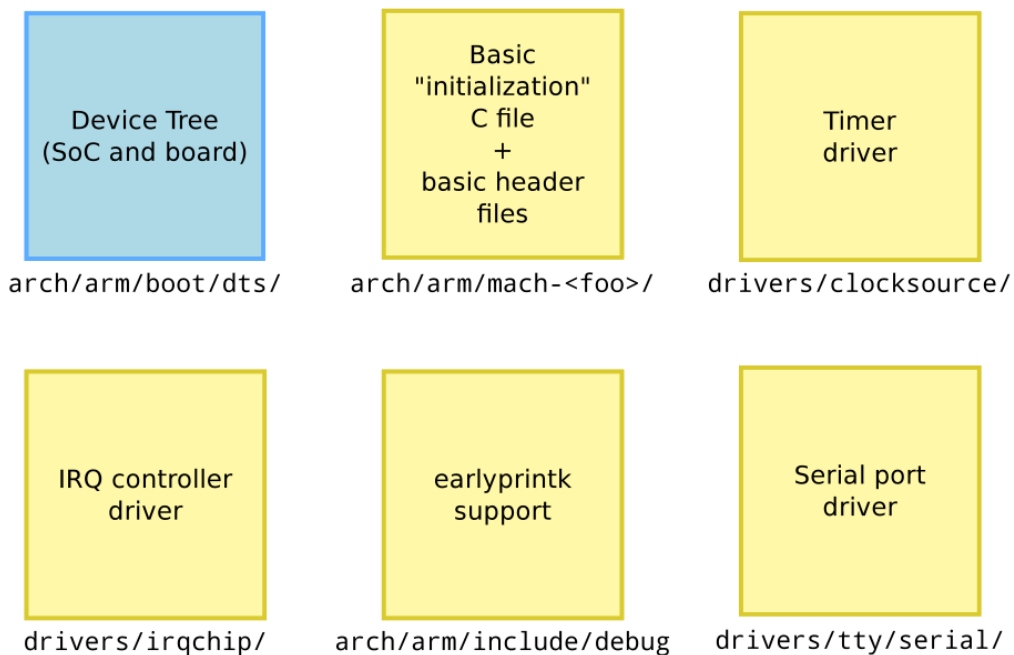 Device Tree
(SoC and board)
arch/arm/boot/dts/
Basic
"initialization"
C file
+
basic header
files
arch/arm/mach-<foo>/
Timer
driver
drivers/clocksource/
IRQ controller
driver
drivers/irqchip/
earlyprintk
support
arch/arm/include/debug
Serial port
driver
drivers/tty/serial/